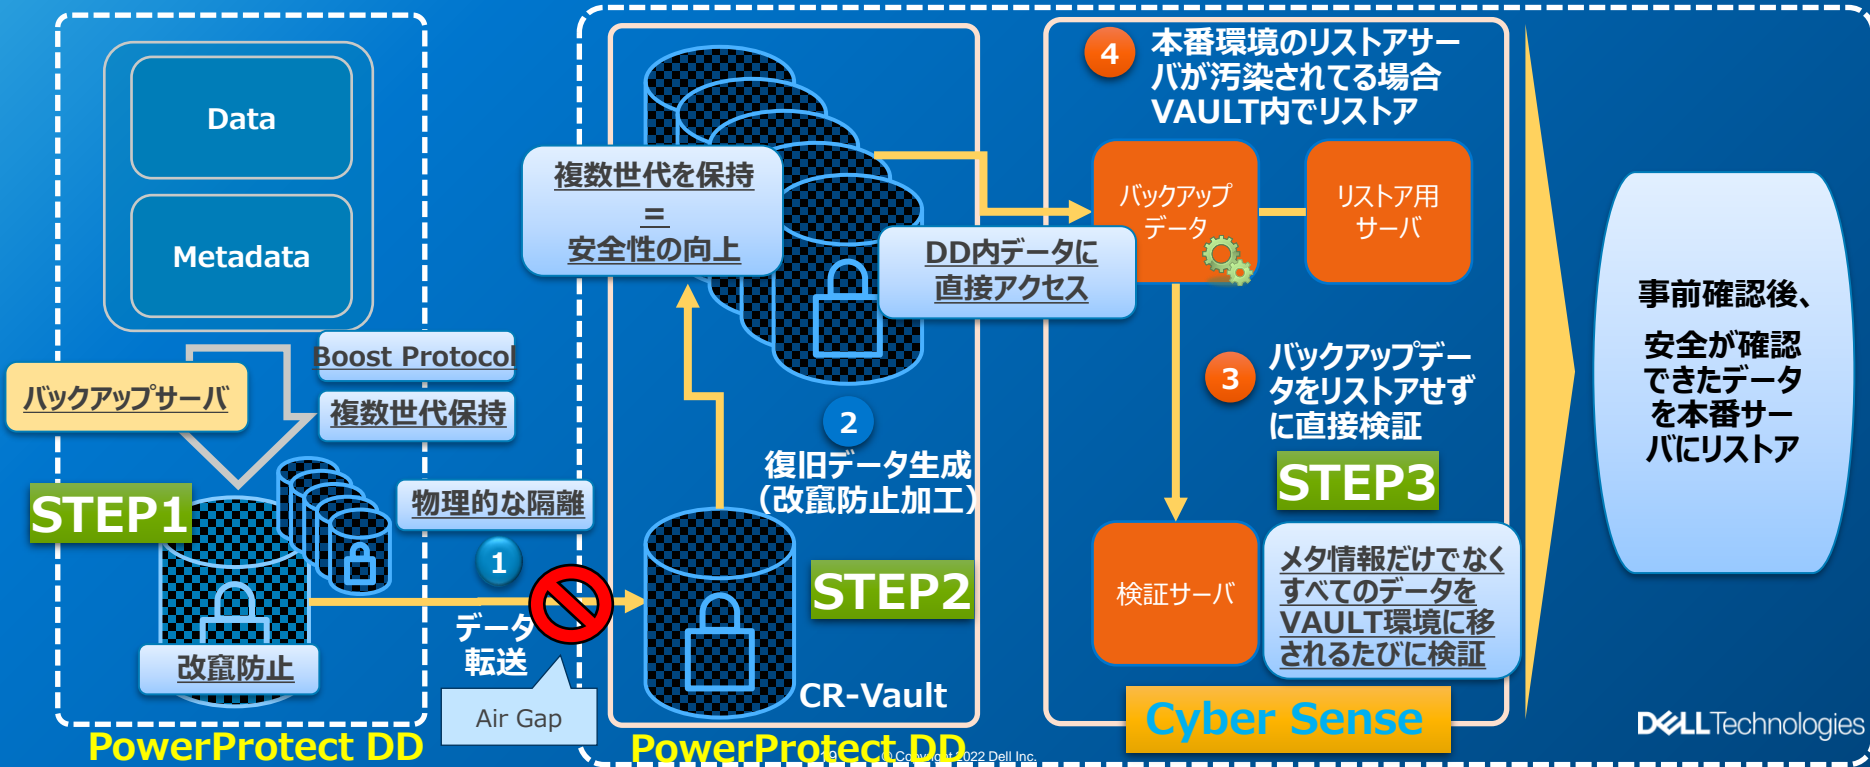 Data
Metadata
Boost Protocol
バックアップサーバ
複数世代保持
STEP1
物理的な隔離
1
データ
転送
改竄防止
Air Gap
PowerProtect DD
複数世代を保持
=
安全性の向上
DD内データに
直接アクセス
2
復旧データ生成
（改竄防止加工）
STEP2
CR-Vault
PowerProtect DD
19
© Copyright 2022 Dell Inc.
4
本番環境のリストアサー
バが汚染されてる場合
VAULT内でリストア
バックアップ
データ
リストア用
サーバ
3
バックアップデー
タをリストアせず
に直接検証
STEP3
検証サーバ
メタ情報だけでなく
すべてのデータを
VAULT環境に移
されるたびに検証
Cyber Sense
事前確認後、
安全が確認
できたデータ
を本番サー
バにリストア
DELLTechnologies